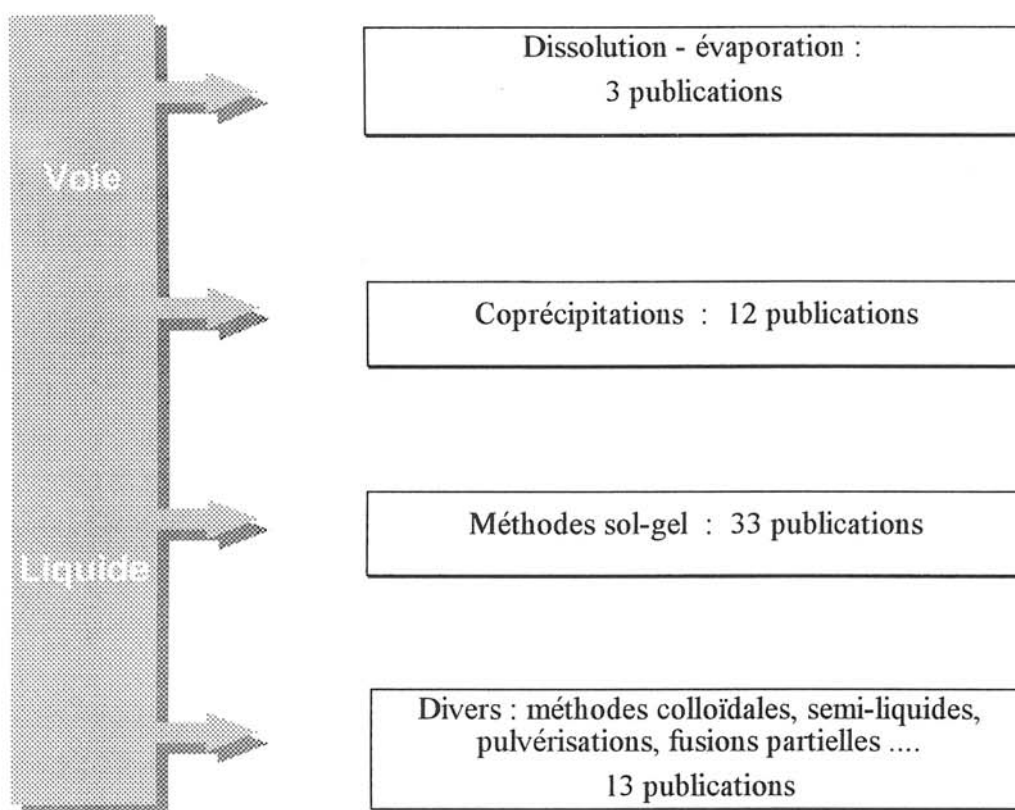 Voie
Liquide
Dissolution - évaporation :
3 publications
Coprécipitations : 12 publications
Méthodes sol-gel : 33 publications
Divers : méthodes colloïdales, semi-liquides,
pulvérisations, fusions partielles ....
13 publications